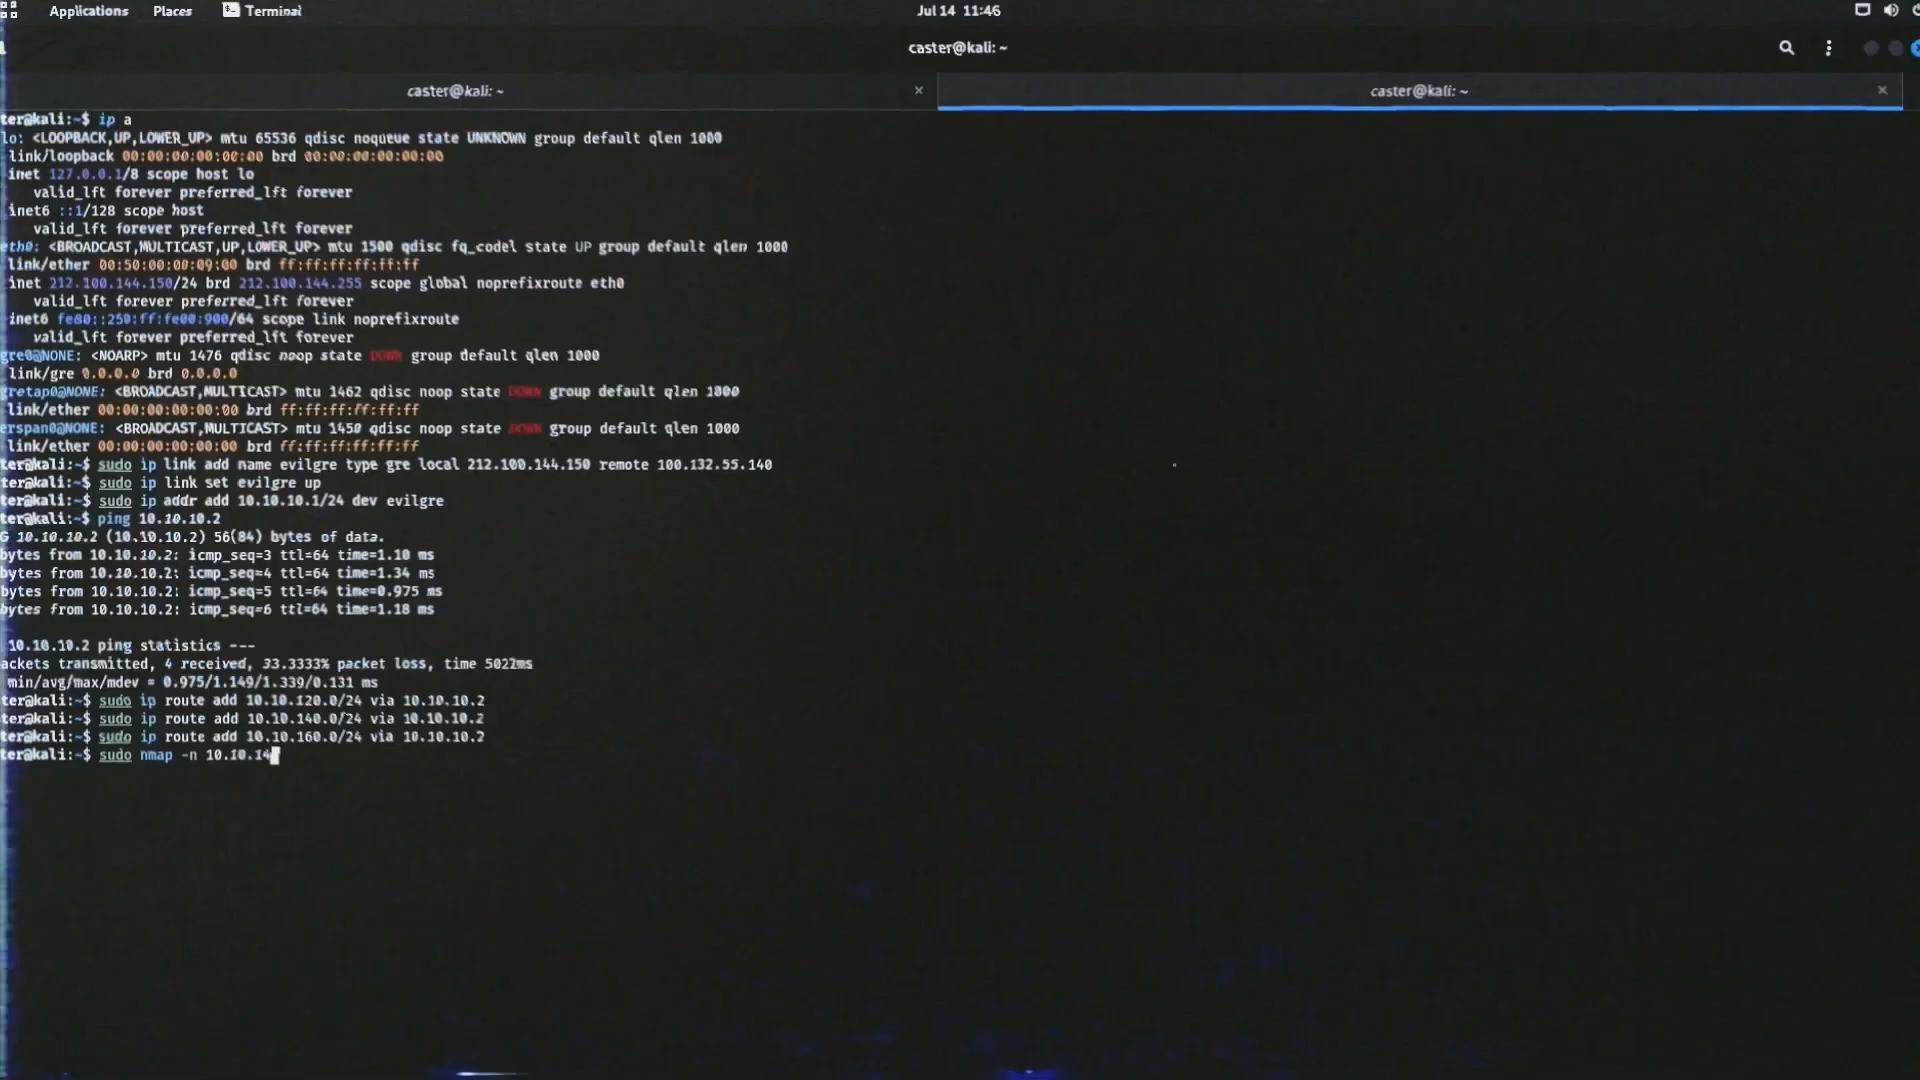 Applications Places Terminal Jul 14 11:46
caster@kali: ~
caster@kali: ~ × caster@kali: ~ ×
ter@kali:~$ ip a
lo: <LOOPBACK,UP,LOWER_UP> mtu 65536 qdisc noqueue state UNKNOWN group default qlen 1000
link/loopback 00:00:00:00:00:00 brd 00:00:00:00:00:00
inet 127.0.0.1/8 scope host lo
valid_lft forever preferred_lft forever
inet6 ::1/128 scope host
valid_lft forever preferred_lft forever
eth0: <BROADCAST,MULTICAST,UP,LOWER_UP> mtu 1500 qdisc fq_codel state UP group default qlen 1000
link/ether 00:50:00:00:09:00 brd ff:ff:ff:ff:ff:ff
inet 212.100.144.150/24 brd 212.100.144.255 scope global noprefixroute eth0
valid_lft forever preferred_lft forever
inet6 fe80::250:ff:fe00:900/64 scope link noprefixroute
valid_lft forever preferred_lft forever
gre0@NONE: <NOARP> mtu 1476 qdisc noop state DOWN group default qlen 1000
link/gre 0.0.0.0 brd 0.0.0.0
gretap0@NONE: <BROADCAST,MULTICAST> mtu 1462 qdisc noop state DOWN group default qlen 1000
link/ether 00:00:00:00:00:00 brd ff:ff:ff:ff:ff:ff
erspan0@NONE: <BROADCAST,MULTICAST> mtu 1450 qdisc noop state DOWN group default qlen 1000
link/ether 00:00:00:00:00:00 brd ff:ff:ff:ff:ff:ff
ter@kali:~$ sudo ip link add name evilgre type gre local 212.100.144.150 remote 100.132.55.140
ter@kali:~$ sudo ip link set evilgre up
ter@kali:~$ sudo ip addr add 10.10.10.1/24 dev evilgre
ter@kali:~$ ping 10.10.10.2
G 10.10.10.2 (10.10.10.2) 56(84) bytes of data.
bytes from 10.10.10.2: icmp_seq=3 ttl=64 time=1.10 ms
bytes from 10.10.10.2: icmp_seq=4 ttl=64 time=1.34 ms
bytes from 10.10.10.2: icmp_seq=5 ttl=64 time=0.975 ms
bytes from 10.10.10.2: icmp_seq=6 ttl=64 time=1.18 ms
10.10.10.2 ping statistics ---
ackets transmitted, 4 received, 33.3333% packet loss, time 5022ms
min/avg/max/mdev = 0.975/1.149/1.339/0.131 ms
ter@kali:~$ sudo ip route add 10.10.120.0/24 via 10.10.10.2
ter@kali:~$ sudo ip route add 10.10.140.0/24 via 10.10.10.2
ter@kali:~$ sudo ip route add 10.10.160.0/24 via 10.10.10.2
ter@kali:~$ sudo nmap -n 10.10.14